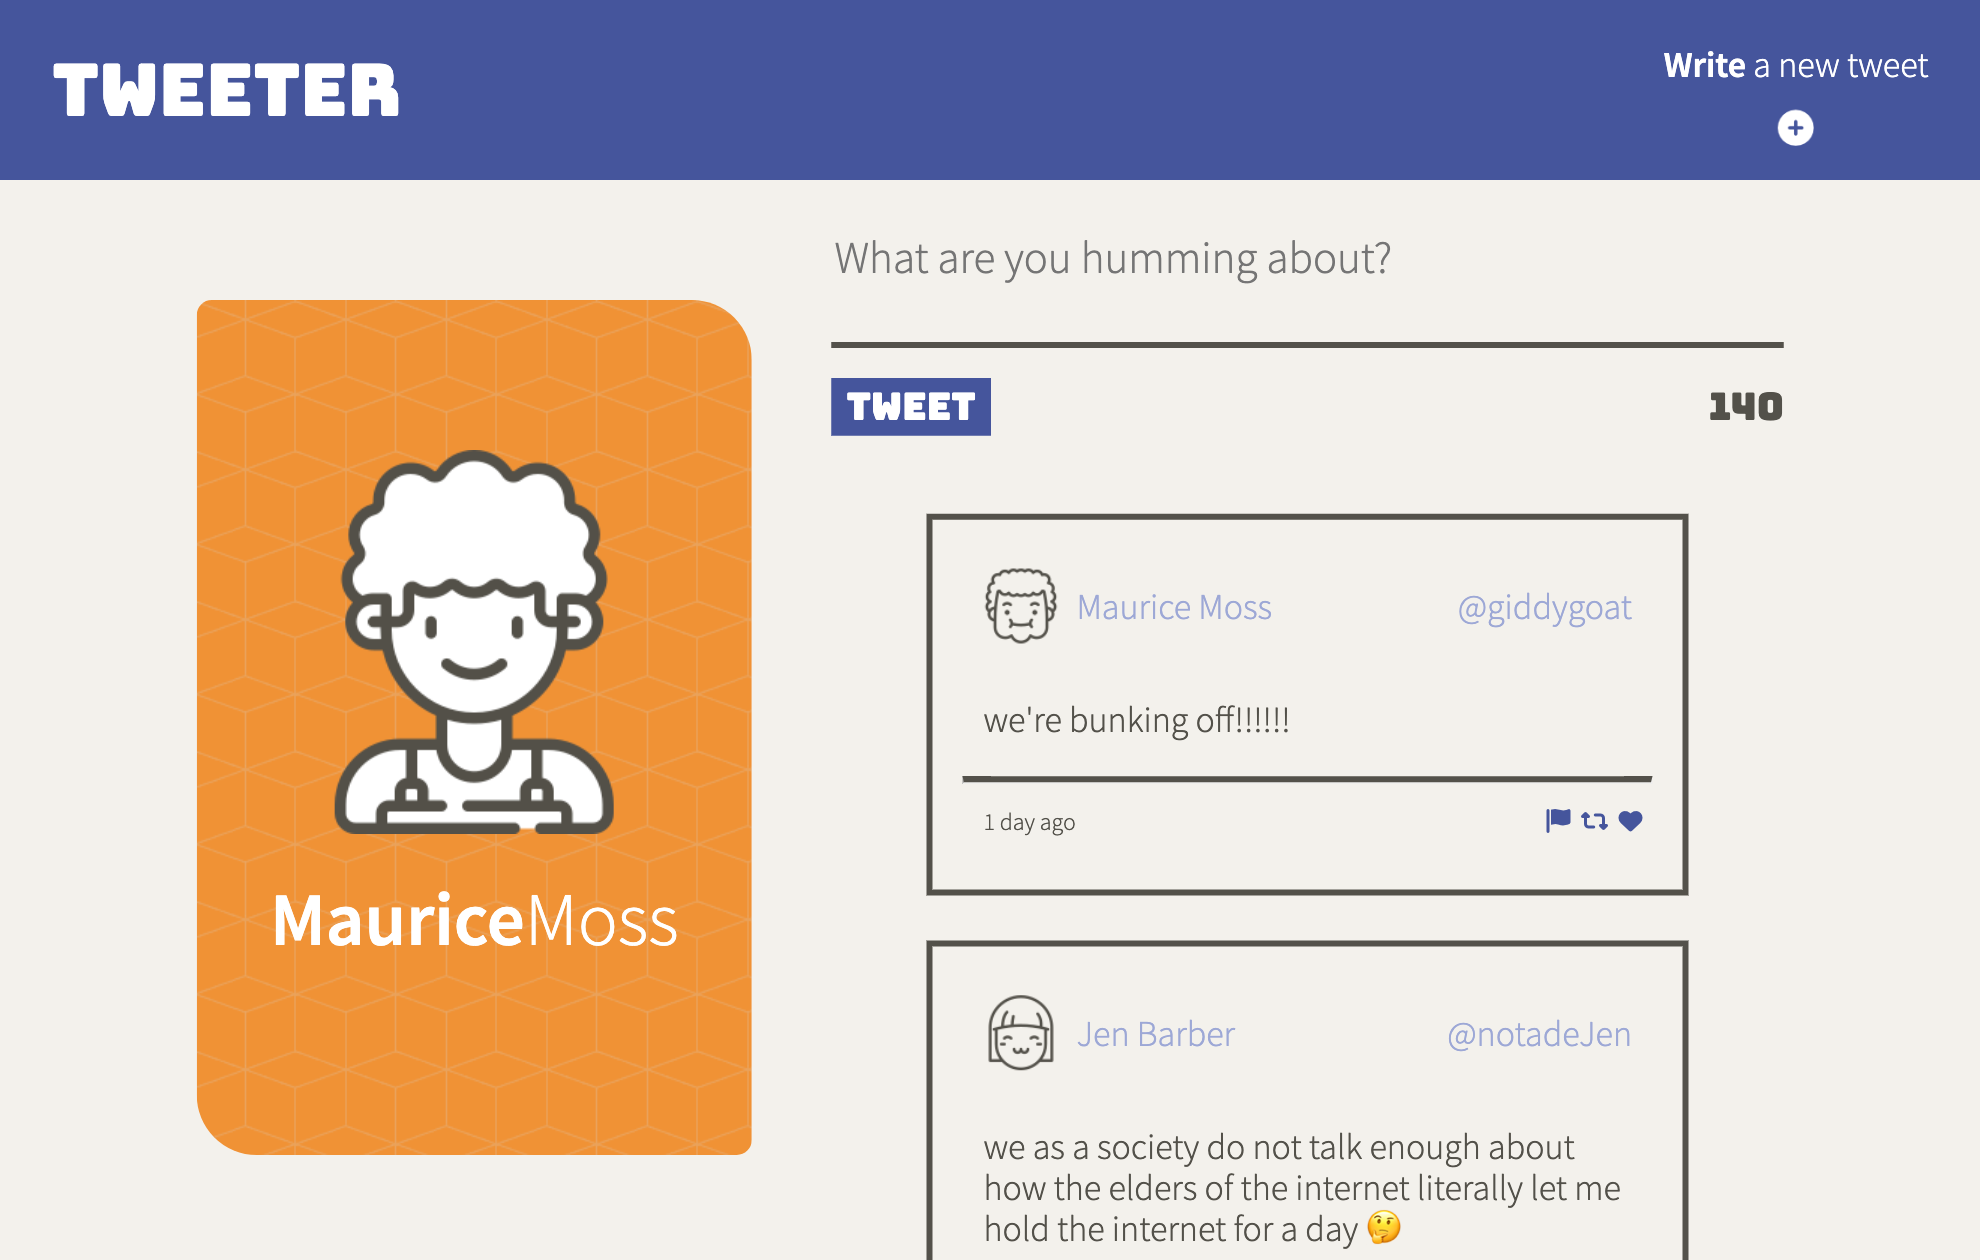 TWEETER
Write a new tweet
What are you humming about?
TWEET
140
MauriceMoss
Maurice Moss
@giddygoat
we're bunking off!!!!!!
1 day ago
Jen Barber
@notadeJen
we as a society do not talk enough about
how the elders of the internet literally let me
hold the internet for a day 🤔